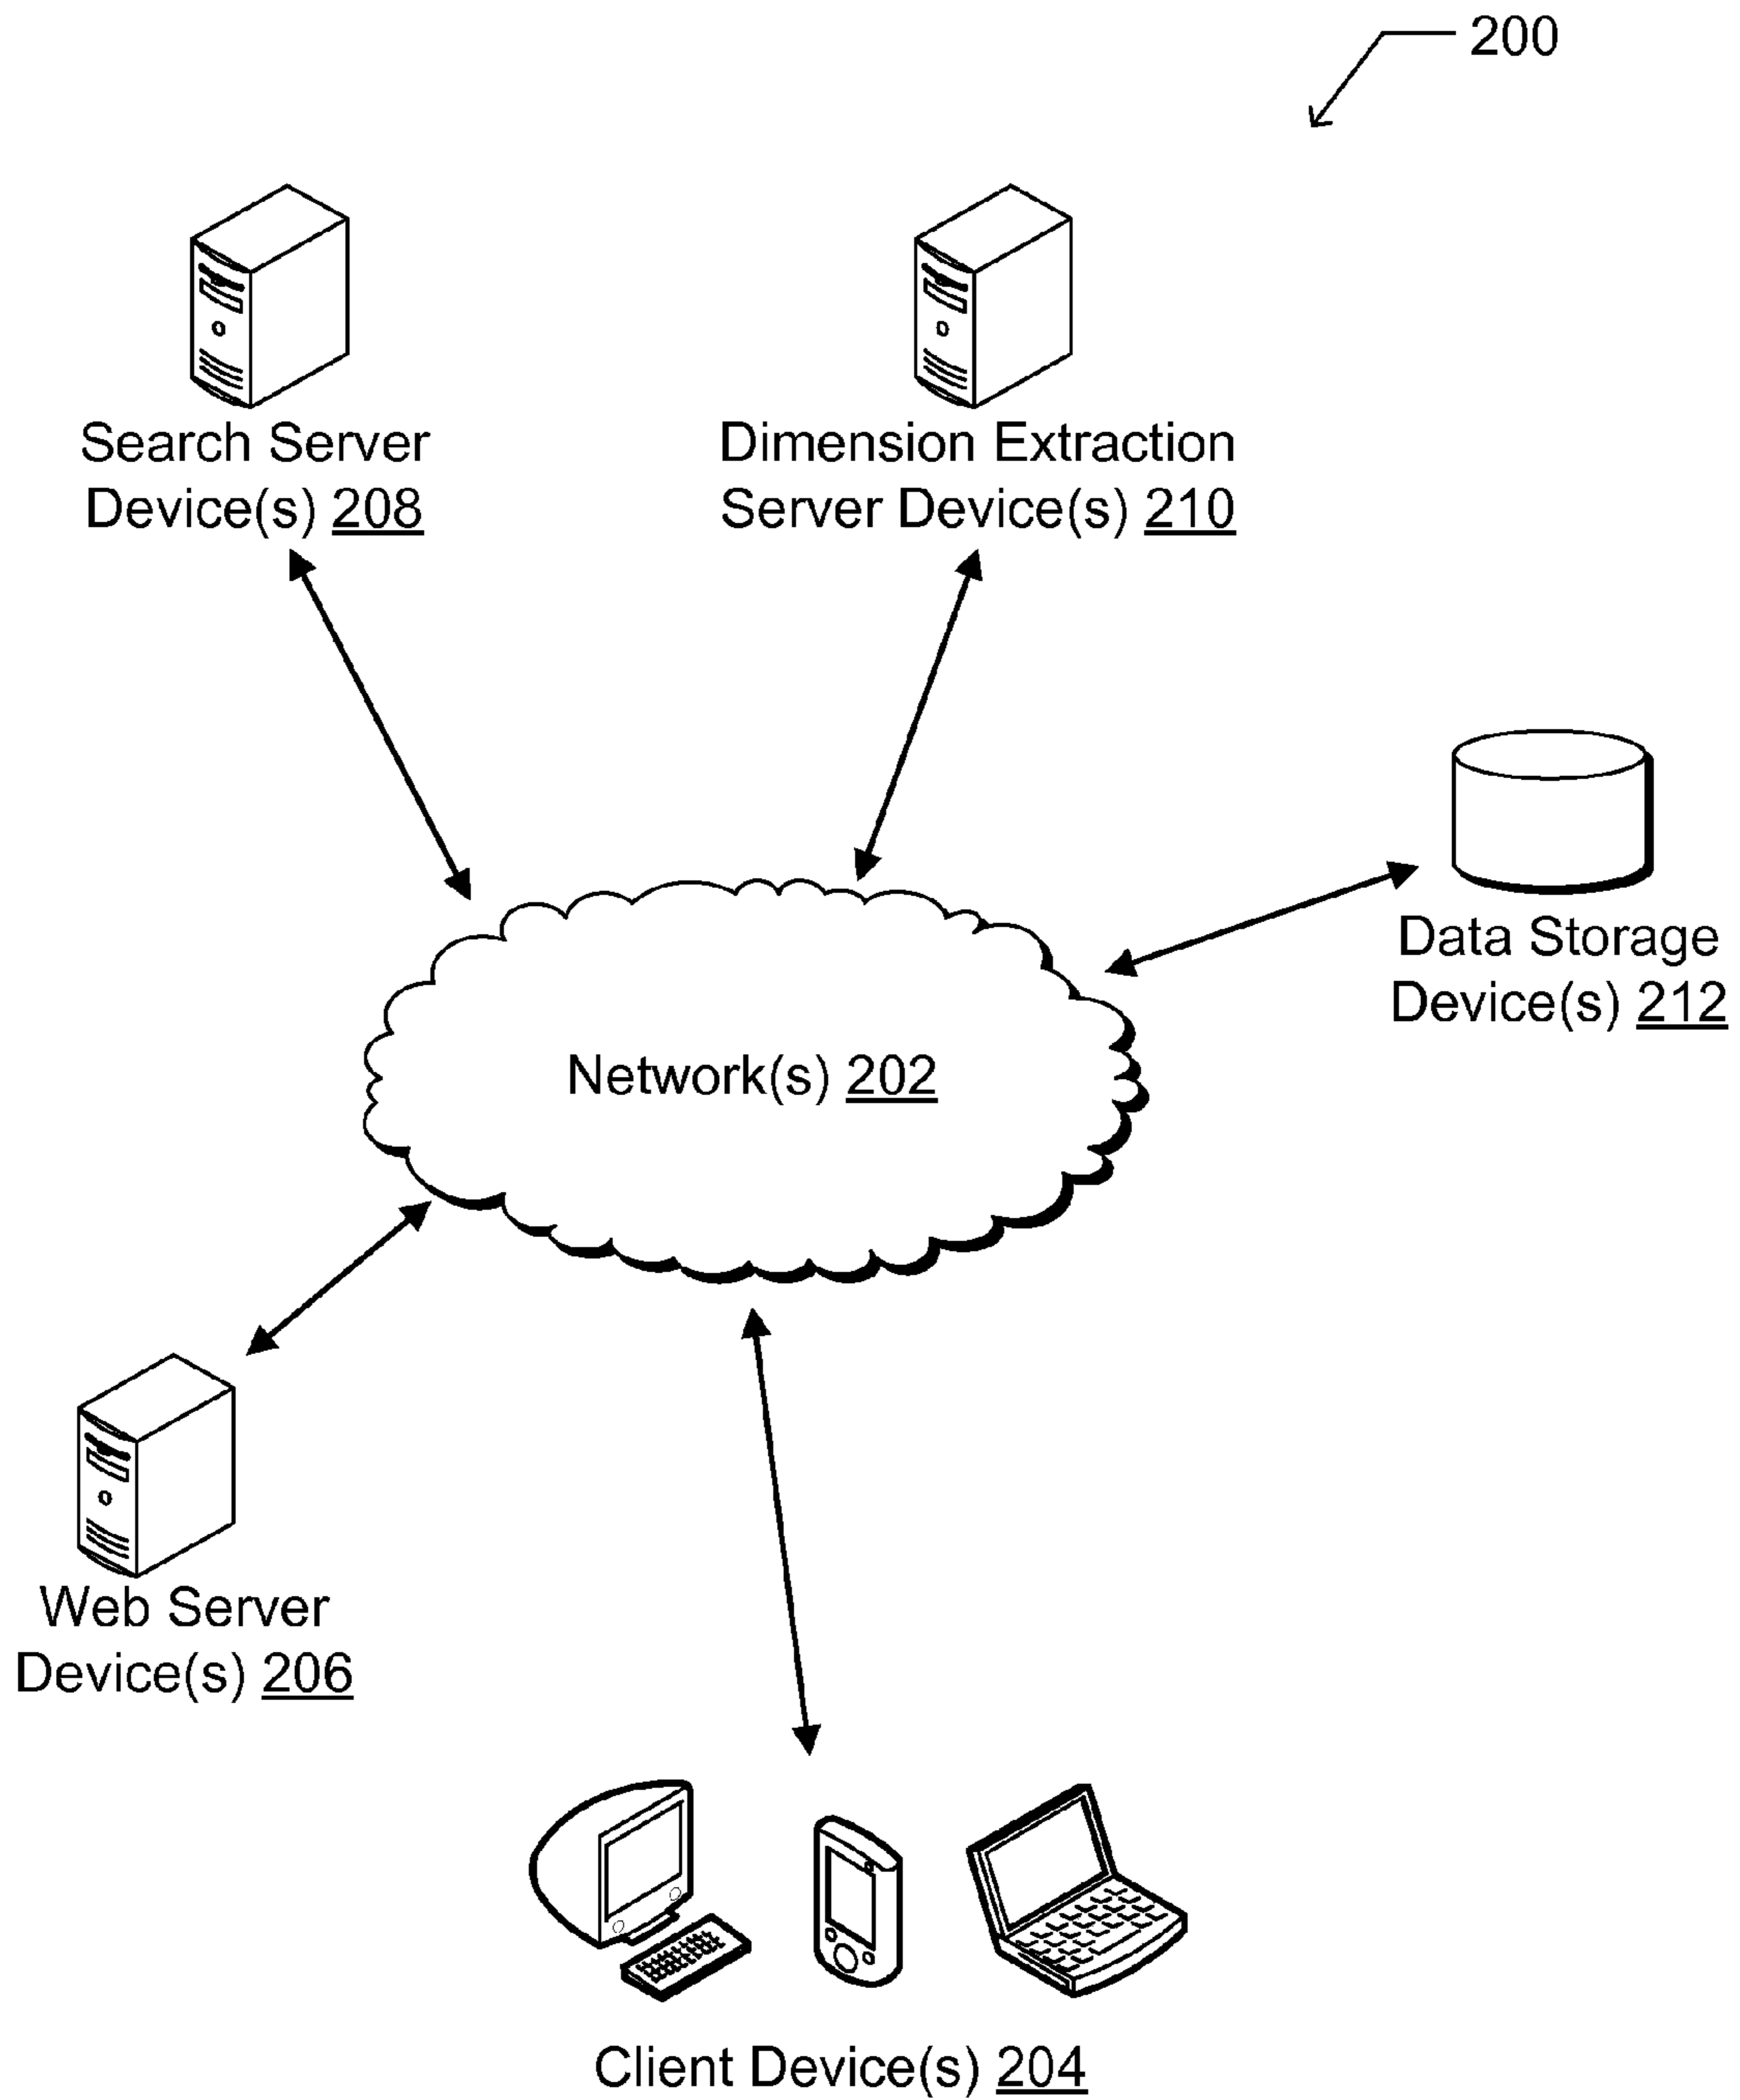 200
Search Server
Device(s) 208
Dimension Extraction
Server Device(s) 210
Data Storage
Device(s) 212
Network(s) 202
Web Server
Device(s) 206
Client Device(s) 204